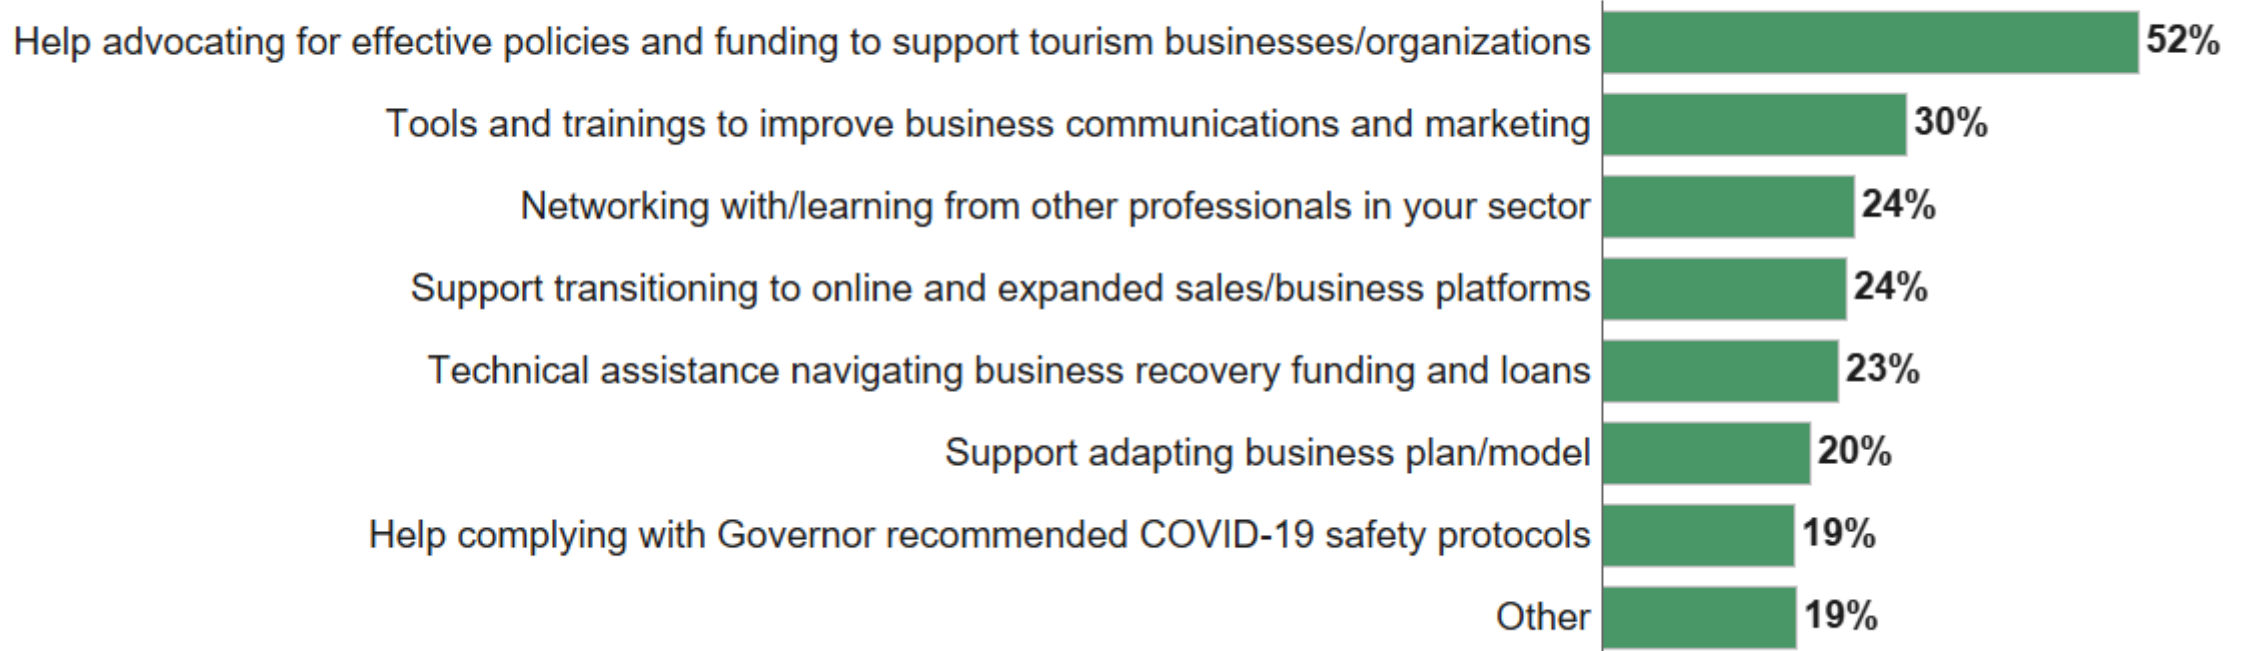 Help advocating for effective policies and funding to support tourism businesses/organizations 52%
Tools and trainings to improve business communications and marketing 30%
Networking with/learning from other professionals in your sector 24%
Support transitioning to online and expanded sales/business platforms 24%
Technical assistance navigating business recovery funding and loans 23%
Support adapting business plan/model 20%
Help complying with Governor recommended COVID-19 safety protocols 19%
Other 19%